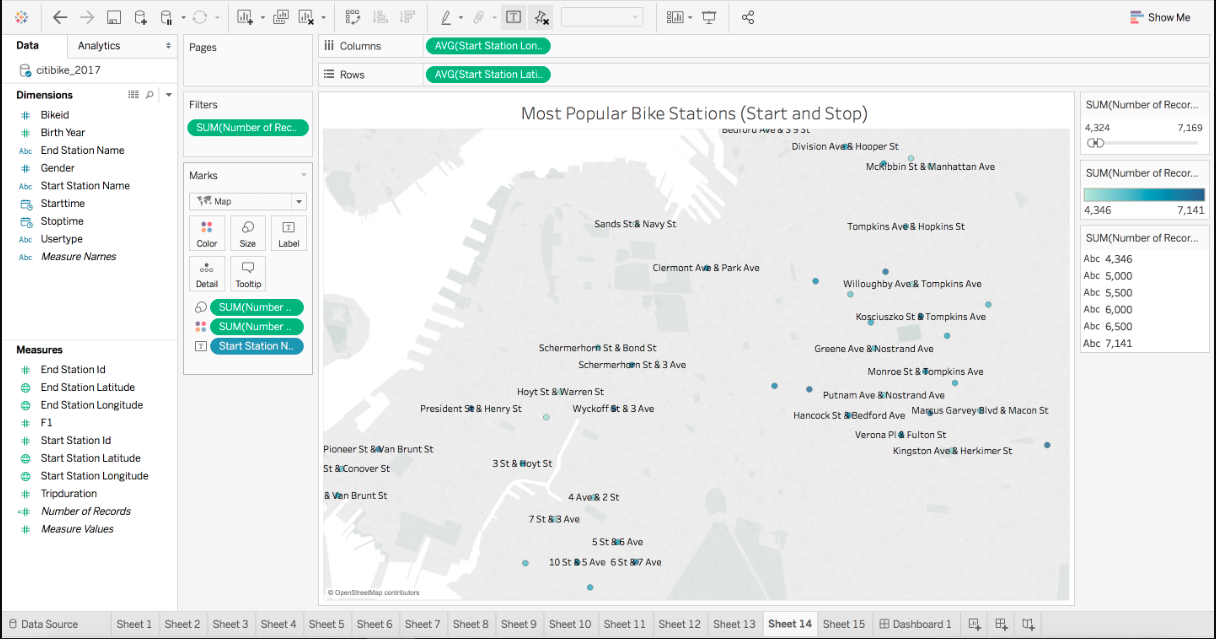 Show Me
Data
Analytics
Pages
Columns
AVG(Start Station Lon..
Rows
AVG(Start Station Lati..
citibike_2017
Dimensions
Bikeid
Birth Year
Abc End Station Name
Gender
Abc Start Station Name
Starttime
Stoptime
Abc Usertype
Abc Measure Names
Measures
End Station Id
End Station Latitude
End Station Longitude
F1
Start Station Id
Start Station Latitude
Start Station Longitude
Tripduration
Number of Records
Measure Values
Filters
SUM(Number of Rec..
Marks
Map
Color
Size
T
Label
Detail
Tooltip
SUM(Number ..
SUM(Number ..
T Start Station N..
Most Popular Bike Stations (Start and Stop)
Bedford Ave & S 9 St
Division Ave & Hooper St
McKibbin St & Manhattan Ave
Sands St & Navy St
Tompkins Ave & Hopkins St
Clermont Ave & Park Ave
Willoughby Ave & Tompkins Ave
Kosciuszko St & Tompkins Ave
Schermerhorn St & Bond St
Greene Ave & Nostrand Ave
Schermerhorn St & 3 Ave
Monroe St & Tompkins Ave
Hoyt St & Warren St
Putnam Ave & Nostrand Ave
President St & Henry St
Wyckoff St & 3 Ave
Hancock St & Bedford Ave
Marcus Garvey Blvd & Macon St
Verona Pl & Fulton St
Pioneer St & Van Brunt St
Kingston Ave & Herkimer St
St & Conover St
3 St & Hoyt St
& Van Brunt St
4 Ave & 2 St
7 St & 3 Ave
5 St & 6 Ave
10 St & 5 Ave
6 St & 7 Ave
© OpenStreetMap contributors
SUM(Number of Recor...
4,324
7,169
SUM(Number of Recor...
4,346
7,141
SUM(Number of Recor...
Abc 4,346
Abc 5,000
Abc 5,500
Abc 6,000
Abc 6,500
Abc 7,141
Data Source
Sheet 1
Sheet 2
Sheet 3
Sheet 4
Sheet 5
Sheet 6
Sheet 7
Sheet 8
Sheet 9
Sheet 10
Sheet 11
Sheet 12
Sheet 13
Sheet 14
Sheet 15
Dashboard 1